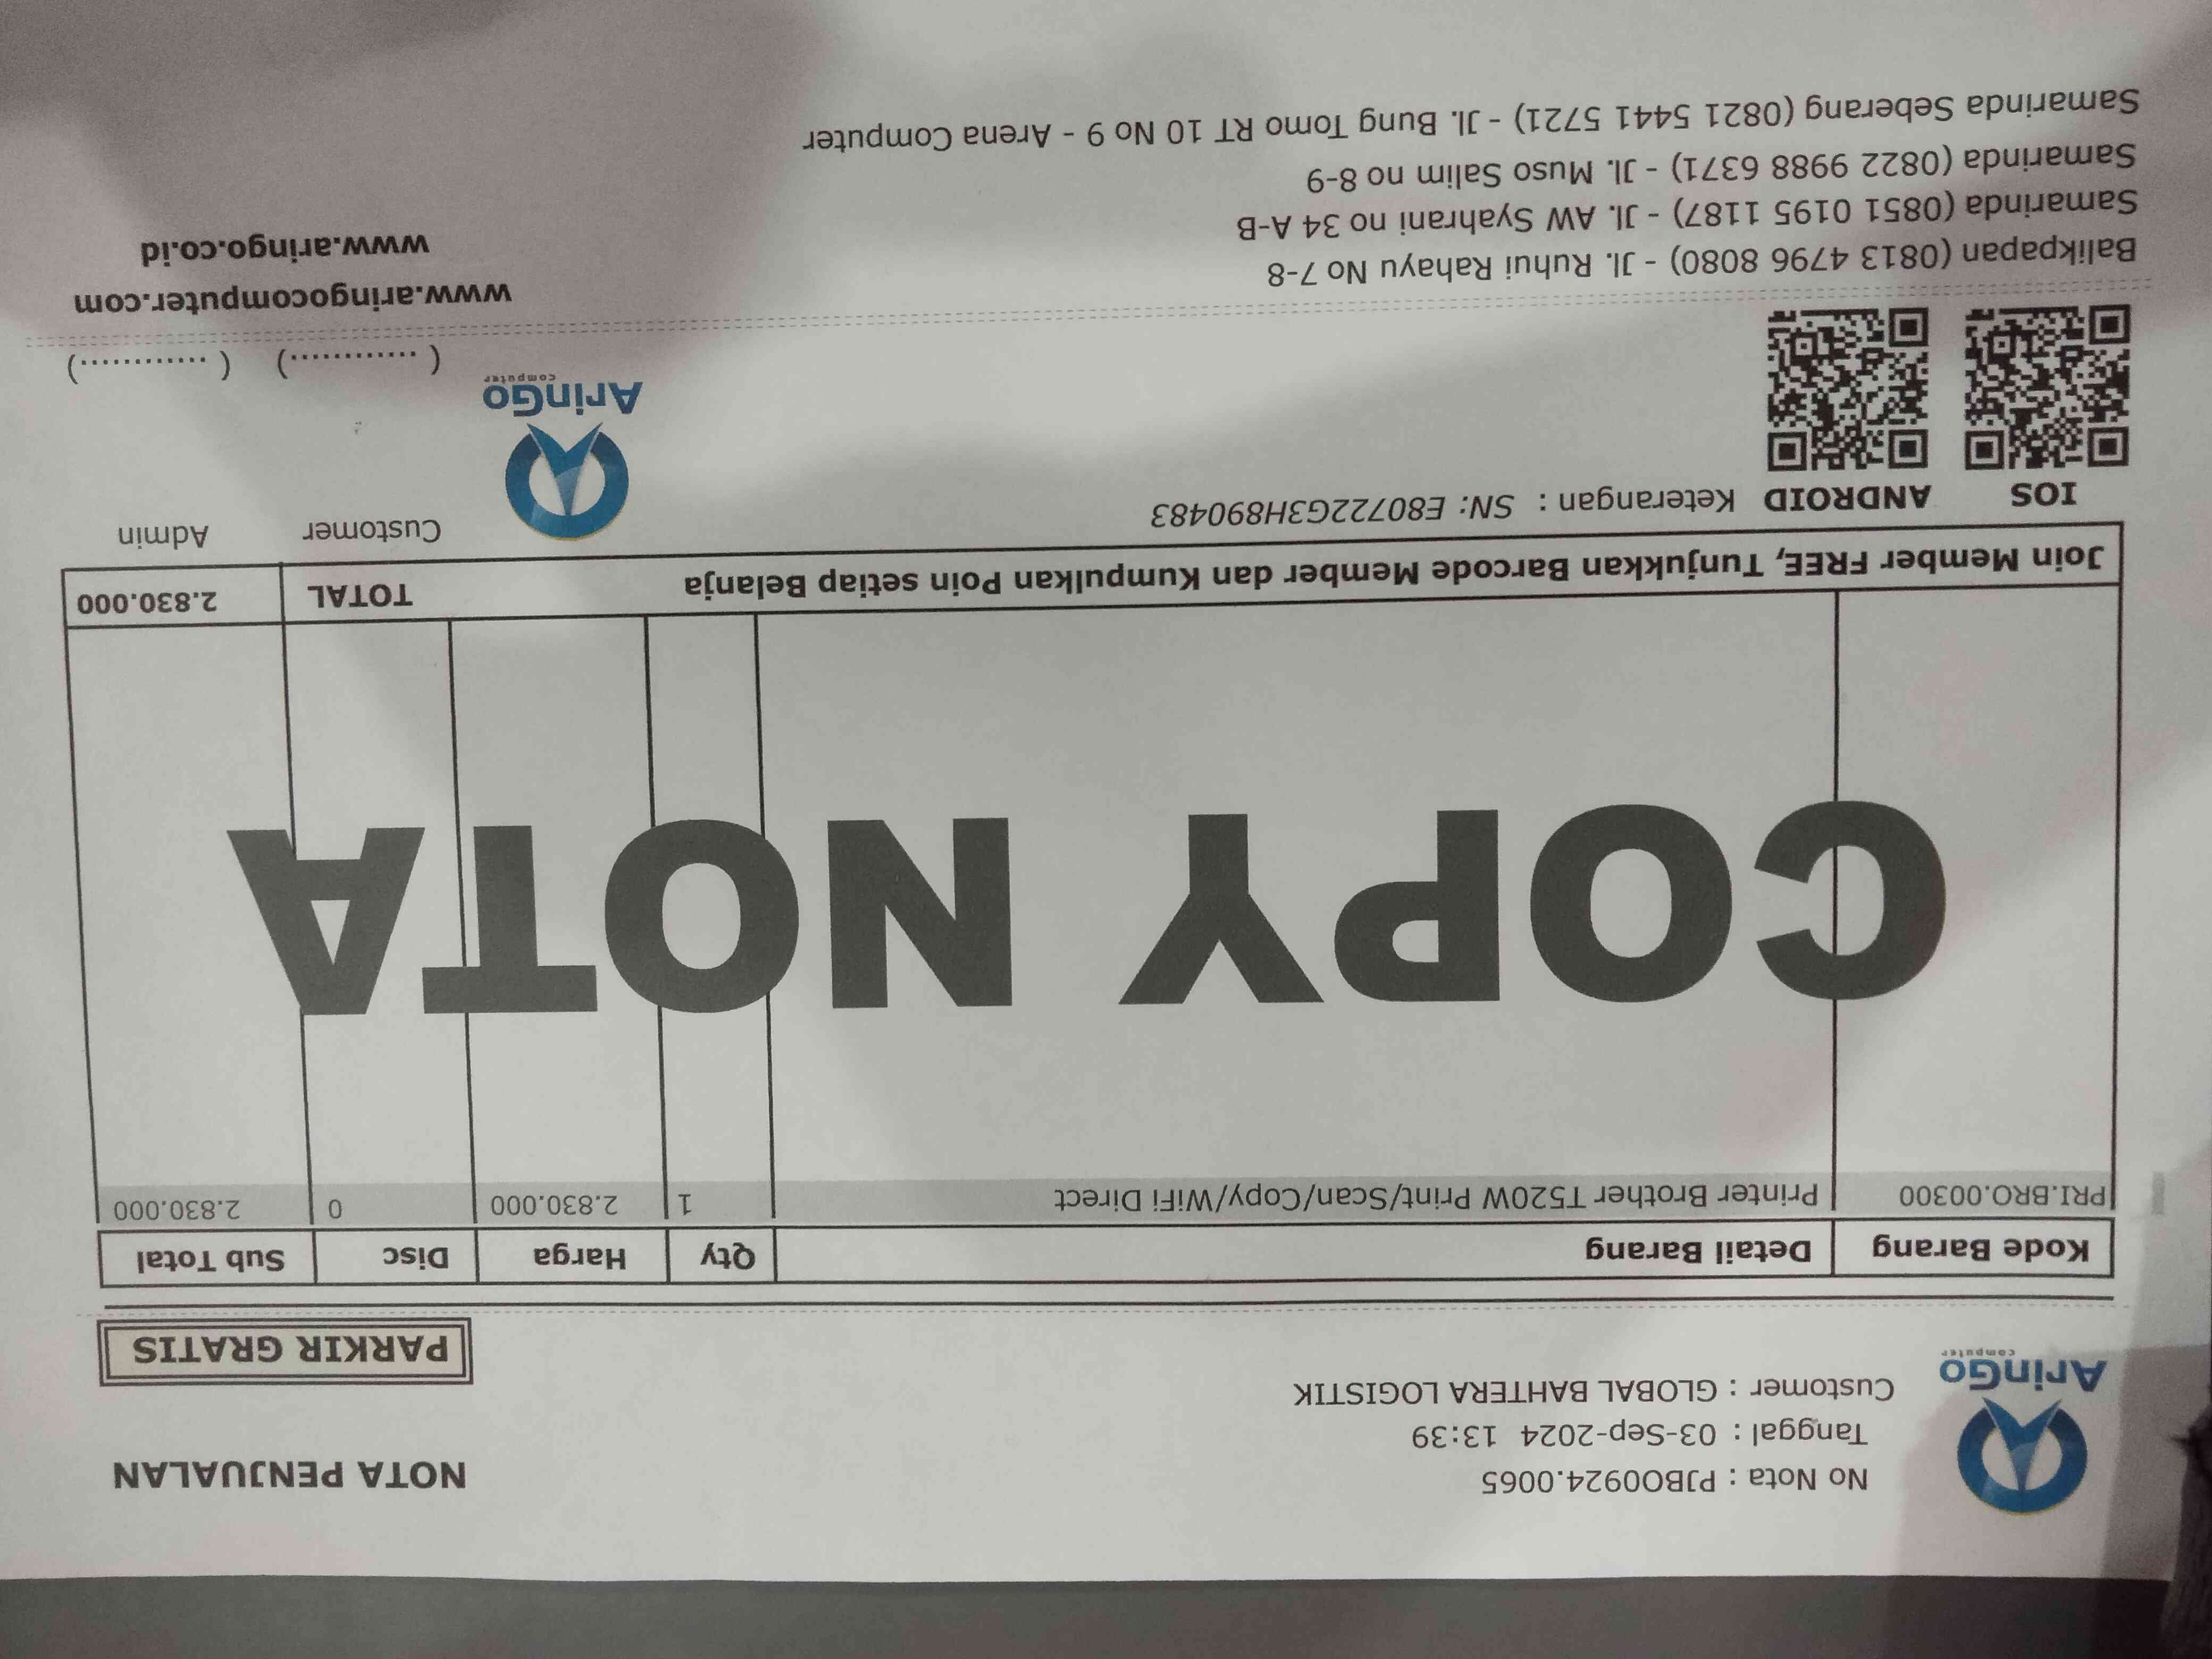 ArinGo
computer
No Nota : PJBO0924.0065
Tanggal : 03-Sep-2024 13:39
Customer : GLOBAL BAHTERA LOGISTIK
NOTA PENJUALAN
PARKIR GRATIS
Kode Barang Detail Barang Qty Harga Disc Sub Total
PRI.BRO.00300 Printer Brother T520W Print/Scan/Copy/WiFi Direct 1 2.830.000 0 2.830.000
COPY NOTA
Join Member FREE, Tunjukkan Barcode Member dan Kumpulkan Poin setiap Belanja TOTAL 2.830.000
IOS ANDROID Keterangan : SN: E80722G3H890483
ArinGo
computer
Customer Admin
( .............) ( .............)
Balikpapan (0813 4796 8080) - Jl. Ruhui Rahayu No 7-8
Samarinda (0851 0195 1187) - Jl. AW Syahrani no 34 A-B
Samarinda (0822 9988 6371) - Jl. Muso Salim no 8-9
Samarinda Seberang (0821 5441 5721) - Jl. Bung Tomo RT 10 No 9 - Arena Computer
www.aringocomputer.com
www.aringo.co.id